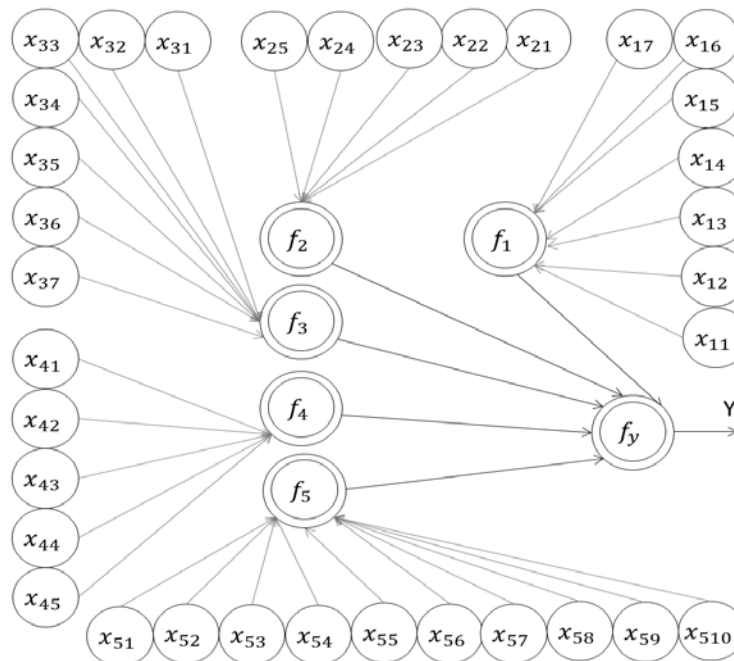 x₃₃ x₃₂ x₃₁ x₂₅ x₂₄ x₂₃ x₂₂ x₂₁ x₁₇ x₁₆
x₃₄ x₁₅
x₃₅ x₁₄
x₃₆ f₂ f₁ x₁₃
x₃₇ x₁₂
f₃ x₁₁
x₄₁
x₄₂ f₄ f_y Y
x₄₃ f₅
x₄₄
x₄₅
x₅₁ x₅₂ x₅₃ x₅₄ x₅₅ x₅₆ x₅₇ x₅₈ x₅₉ x₅₁₀